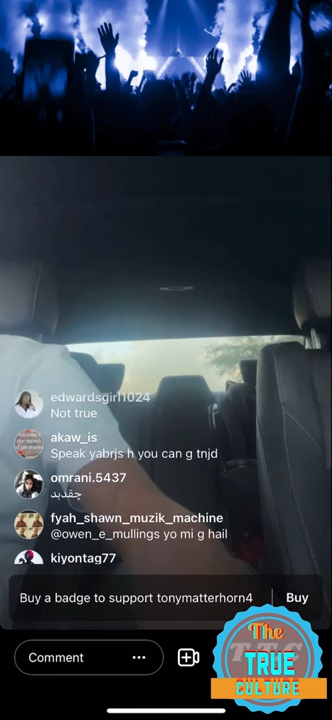 edwardsgirl1024
Not true
akaw_is
Speak yabrjs h you can g tnjd
omrani.5437
چقدبد
fyah_shawn_muzik_machine
@owen_e_mullings yo mi g hail
kiyontag77
Buy a badge to support tonymatterhorn4
Buy
Comment
The
TRUE
CULTURE